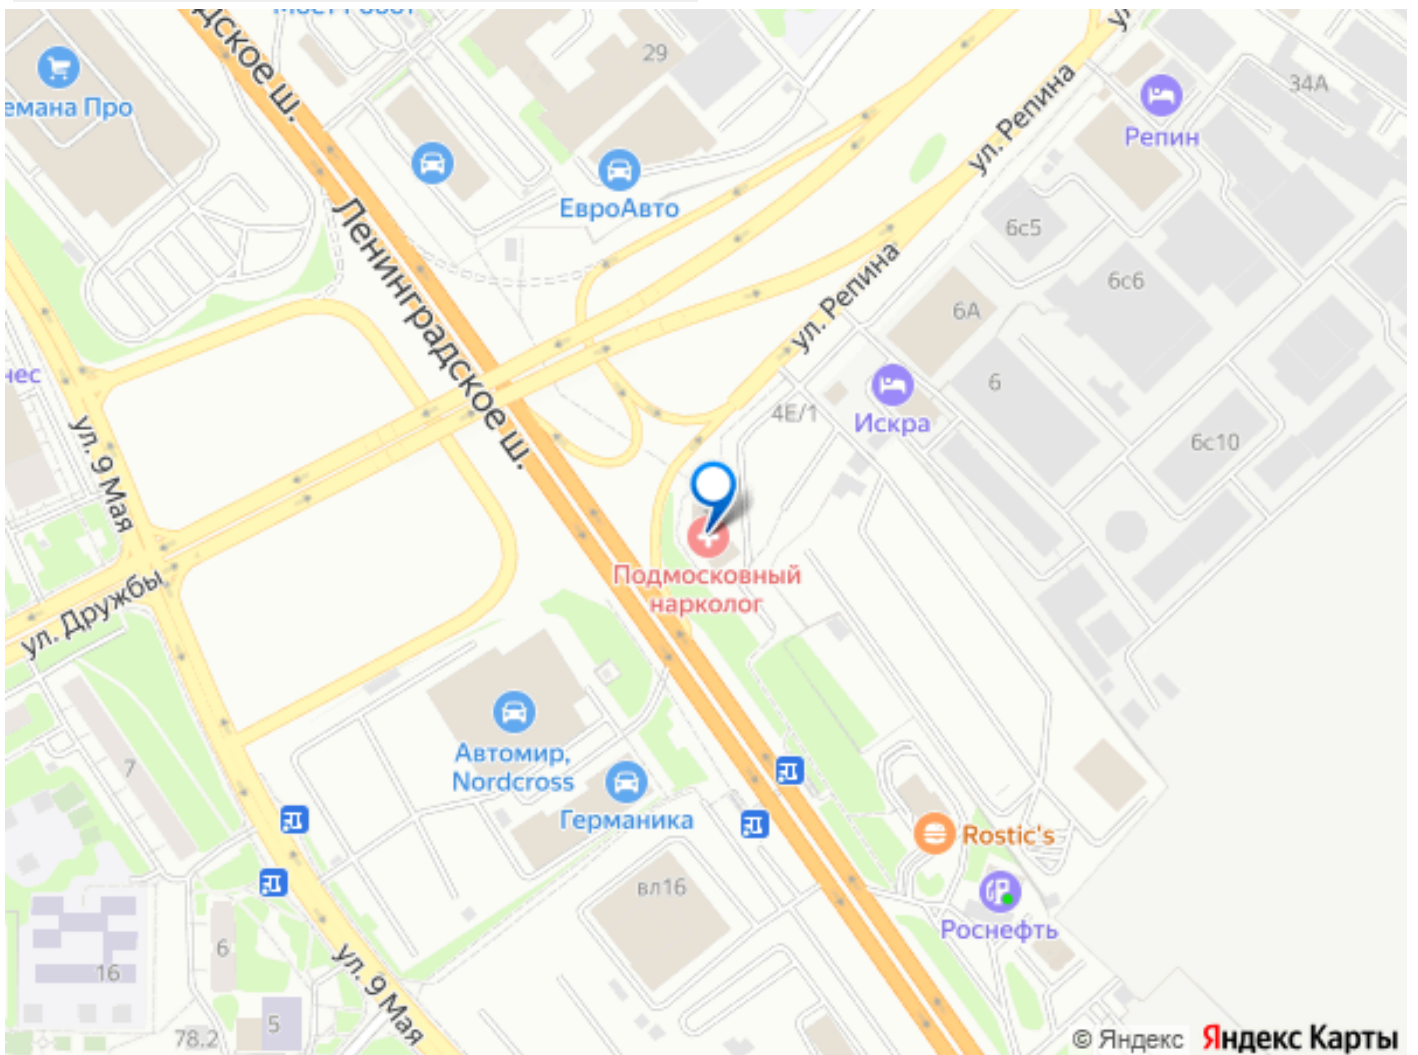 дское ш.
емана Про
29
ул. Репина
34А
Репин
ЕвроАвто
Ленинградское ш.
6с5
ул. Репина
6с6
6А
нес
Искра
6
4Е/1
6с10
ул. 9 Мая
Подмосковный
нарколог
ул. Дружбы
Автомир,
Nordcross
7
Германика
Rostic's
вл16
Роснефть
6
16
ул. 9 Мая
5
78.2
© Яндекс Яндекс Карты